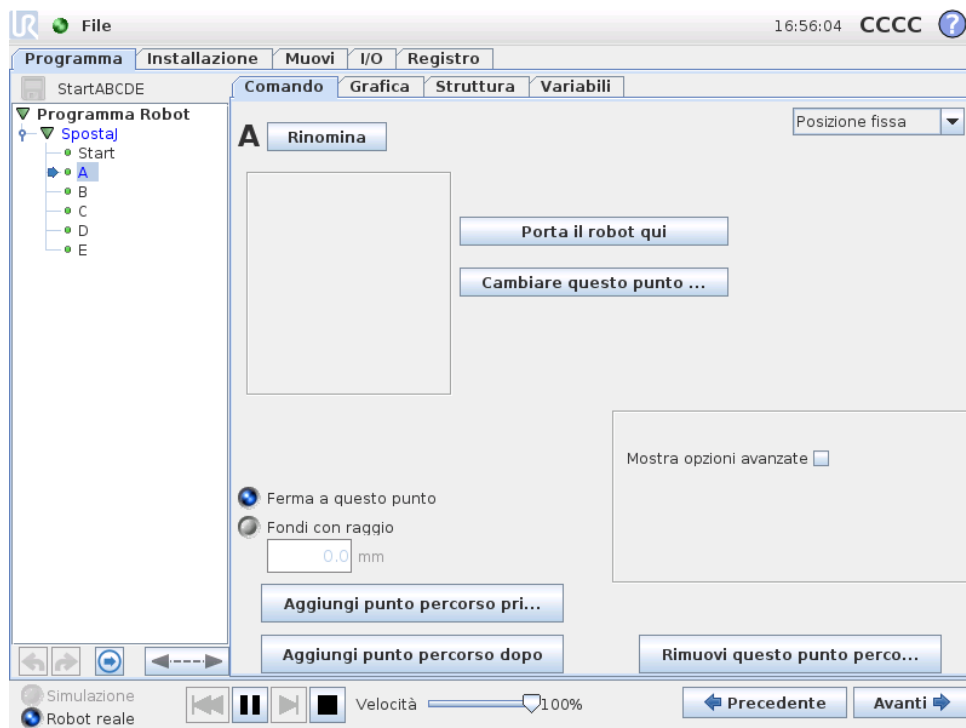 UR File 16:56:04 CCCC ?
Programma Installazione Muovi I/O Registro
StartABCDE Comando Grafica Struttura Variabili
Programma Robot
SpostaJ
Start
A
B
C
D
E
A Rinomina Posizione fissa
Porta il robot qui
Cambiare questo punto ...
Mostra opzioni avanzate
Ferma a questo punto
Fondi con raggio
0.0 mm
Aggiungi punto percorso pri...
Aggiungi punto percorso dopo Rimuovi questo punto perco...
Simulazione
Robot reale
Velocità 100% Precedente Avanti